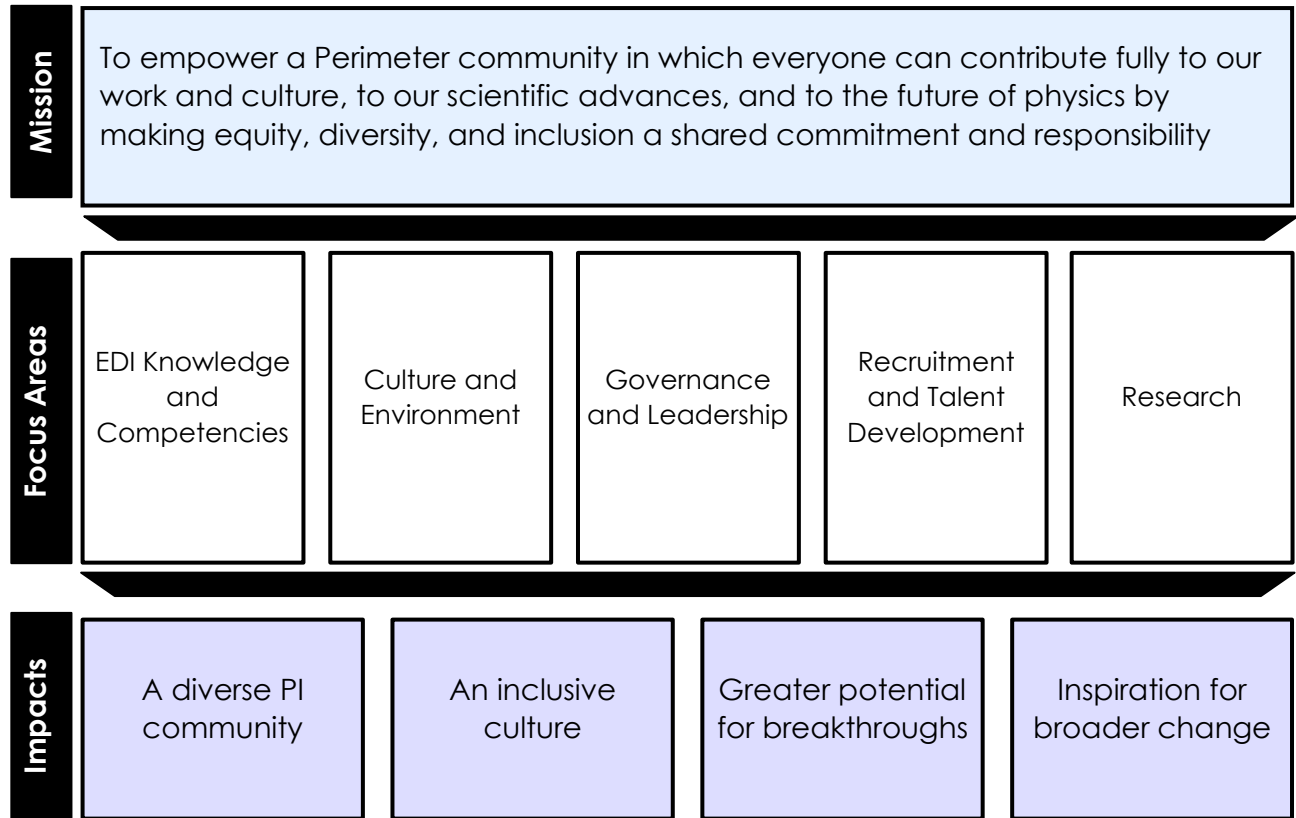 Mission
To empower a Perimeter community in which everyone can contribute fully to our
work and culture, to our scientific advances, and to the future of physics by
making equity, diversity, and inclusion a shared commitment and responsibility
Focus Areas
EDI Knowledge
and
Competencies
Culture and
Environment
Governance
and Leadership
Recruitment
and Talent
Development
Research
Impacts
A diverse PI
community
An inclusive
culture
Greater potential
for breakthroughs
Inspiration for
broader change